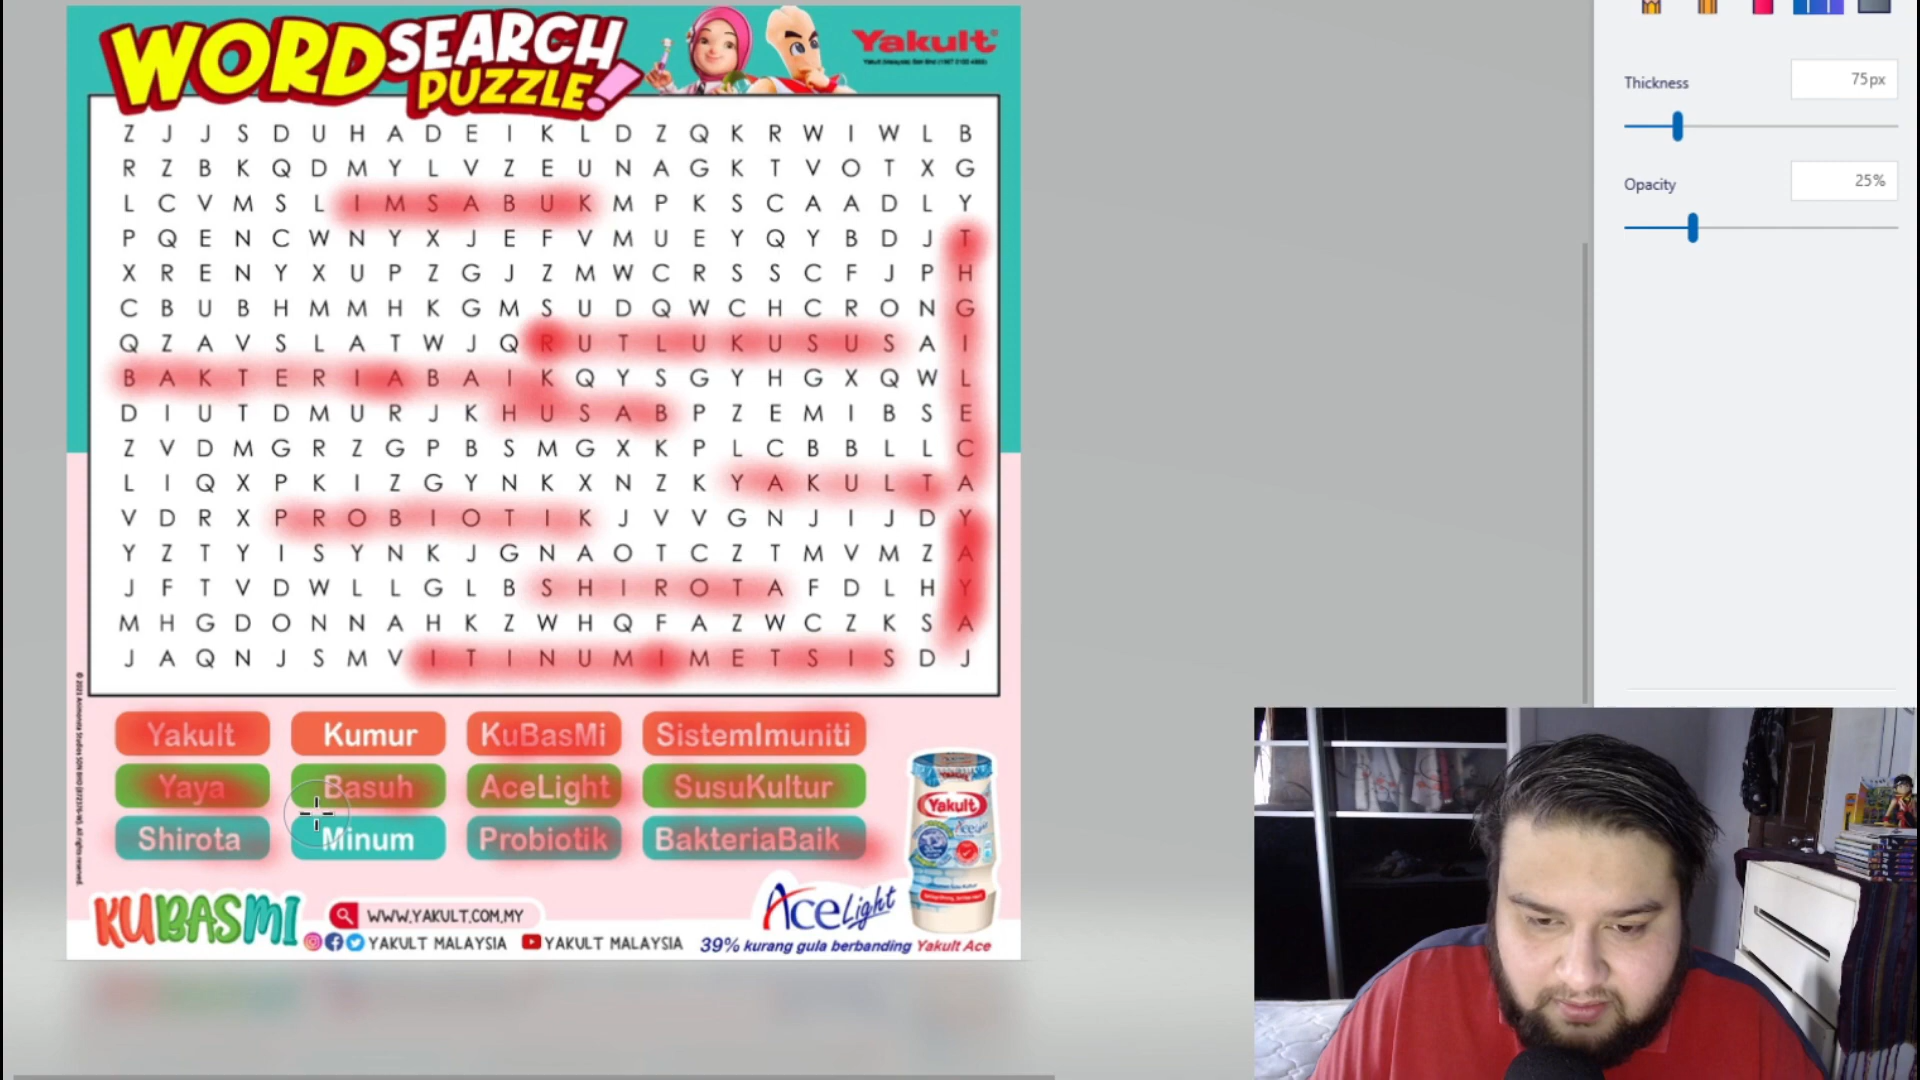 WORD SEARCH PUZZLE!
Yakult
Z J J S D U H A D E I K L D Z Q K R W I W L B
R Z B K Q D M Y L V Z E U N A G K T V O T X G
L C V M S L I M S A B U K M P K S C A A D L Y
P Q E N C W N Y X J E F V M U E Y Q Y B D J T
X R E N Y X U P Z G J Z M W C R S S C F J P H
C B U B H M M H K G M S U D Q W C H C R O N G
Q Z A V S L A T W J Q R U T L U K U S U S A I
B A K T E R I A B A I K Q Y S G Y H G X Q W L
D I U T D M U R J K H U S A B P Z E M I B S E
Z V D M G R Z G P B S M G X K P L C B B L L C
L I Q X P K I Z G Y N K X N Z K Y A K U L T A
V D R X P R O B I O T I K J V V G N J I J D Y
Y Z T Y I S Y N K J G N A O T C Z T M V M Z A
J F T V D W L L G L B S H I R O T A F D L H Y
M H G D O N N A H K Z W H Q F A Z W C Z K S A
J A Q N J S M V I T I N U M I M E T S I S D J
Yakult Kumur KuBasMi SistemImuniti
Yaya Basuh AceLight SusuKultur
Shirota Minum Probiotik BakteriaBaik
Yakult
KUBASMI
WWW.YAKULT.COM.MY
YAKULT MALAYSIA YAKULT MALAYSIA
AceLight
39% kurang gula berbanding Yakult Ace
Thickness
75px
Opacity
25%